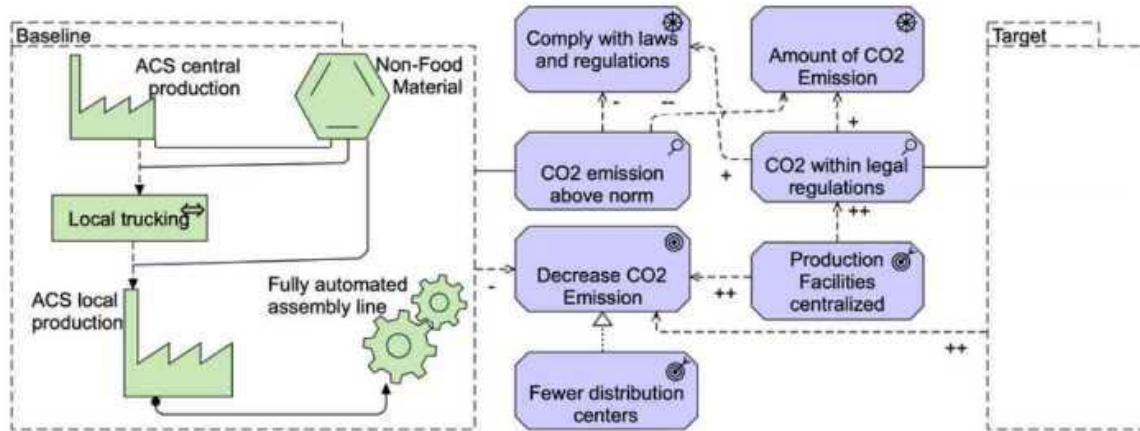 Baseline
ACS central
production
Non-Food
Material
Local trucking
ACS local
production
Fully automated
assembly line
Comply with laws
and regulations
Amount of CO2
Emission
-
--
+
+
CO2 emission
above norm
CO2 within legal
regulations
++
-
Decrease CO2
Emission
++
Production
Facilities
centralized
++
Fewer distribution
centers
Target